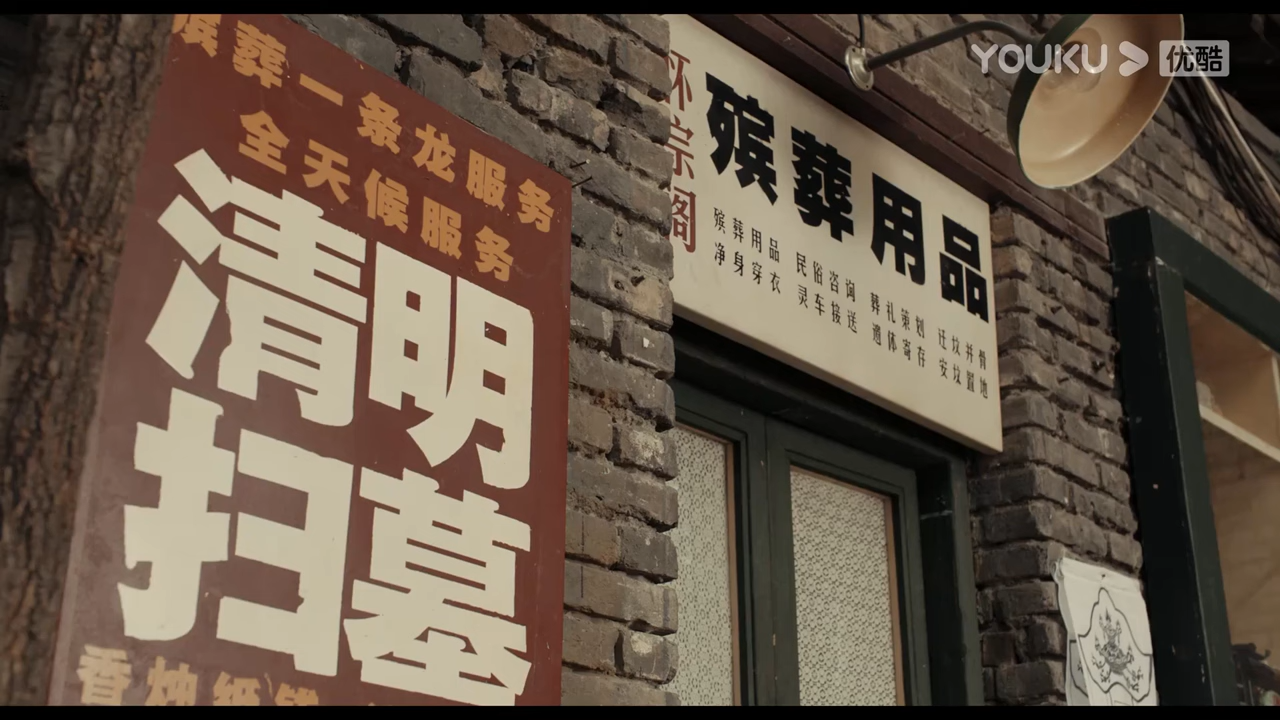 殡葬一条龙服务
全天候服务
清明
扫墓
香烛纸
怀宗阁
殡葬用品
殡葬用品 民俗咨询 葬礼策划 迁坟并骨
净身穿衣 灵车接送 遗体寄存 安坟置地
YOUKU 优酷